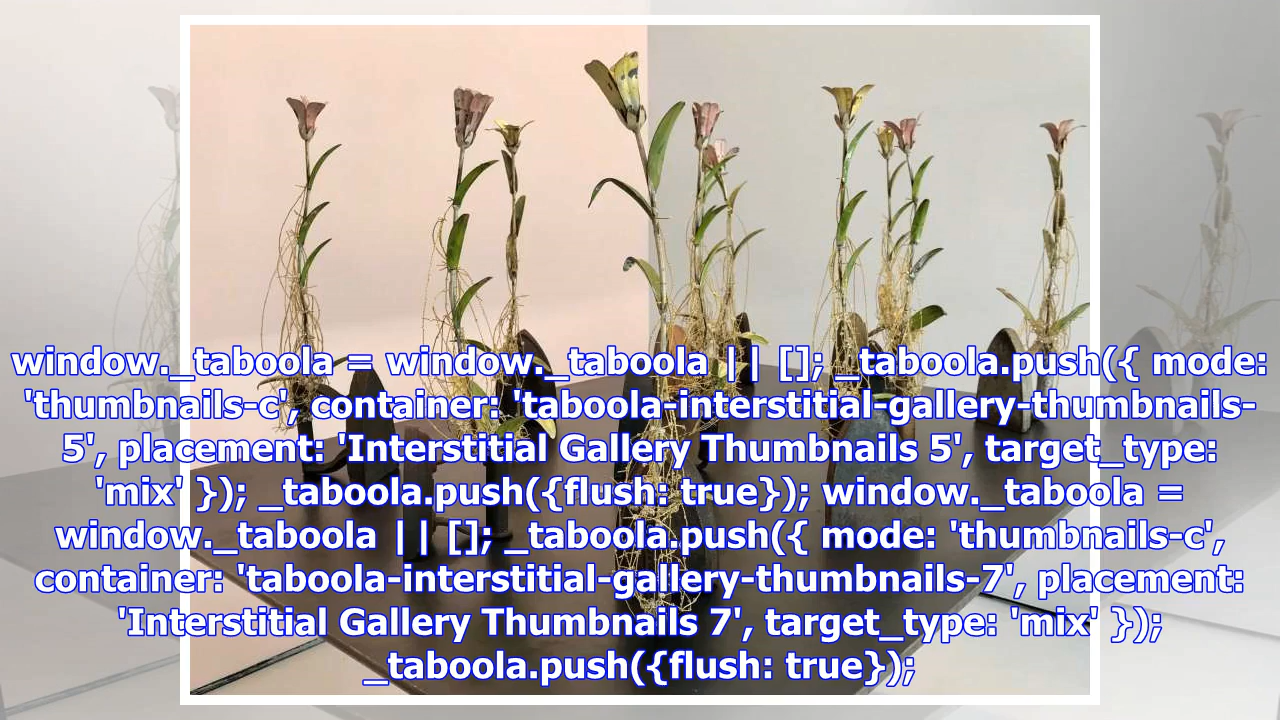 window._taboola = window._taboola || []; _taboola.push({ mode:
'thumbnails-c', container: 'taboola-interstitial-gallery-thumbnails-
5', placement: 'Interstitial Gallery Thumbnails 5', target_type:
'mix' }); _taboola.push({flush: true}); window._taboola =
window._taboola || []; _taboola.push({ mode: 'thumbnails-c',
container: 'taboola-interstitial-gallery-thumbnails-7', placement:
'Interstitial Gallery Thumbnails 7', target_type: 'mix' });
_taboola.push({flush: true});